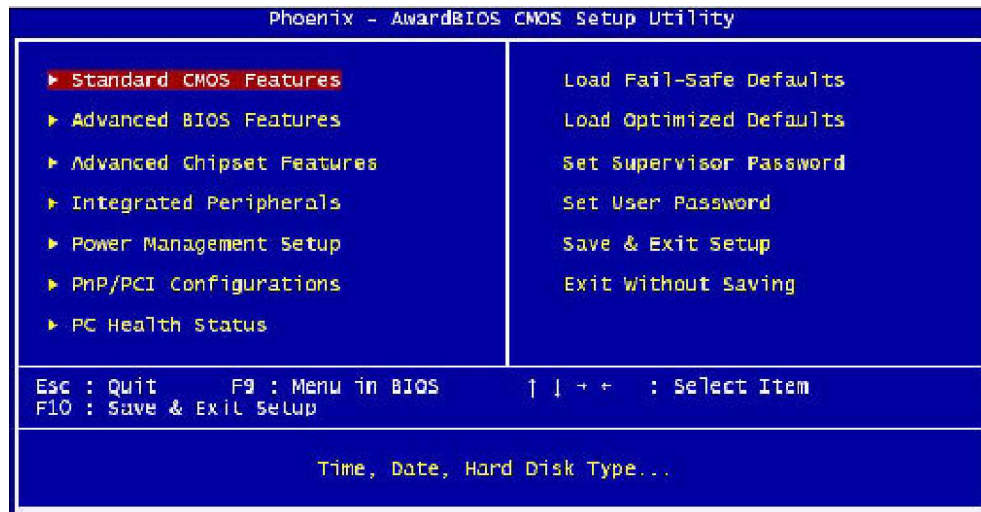 Phoenix - AwardBIOS CMOS Setup Utility
▶ Standard CMOS Features
▶ Advanced BIOS Features
▶ Advanced Chipset Features
▶ Integrated Peripherals
▶ Power Management Setup
▶ PnP/PCI Configurations
▶ PC Health Status
Load Fail-Safe Defaults
Load Optimized Defaults
Set Supervisor Password
Set User Password
Save & Exit Setup
Exit Without Saving
Esc : Quit F9 : Menu in BIOS ↑ ↓ → ← : Select Item
F10 : Save & Exit Setup
Time, Date, Hard Disk Type...